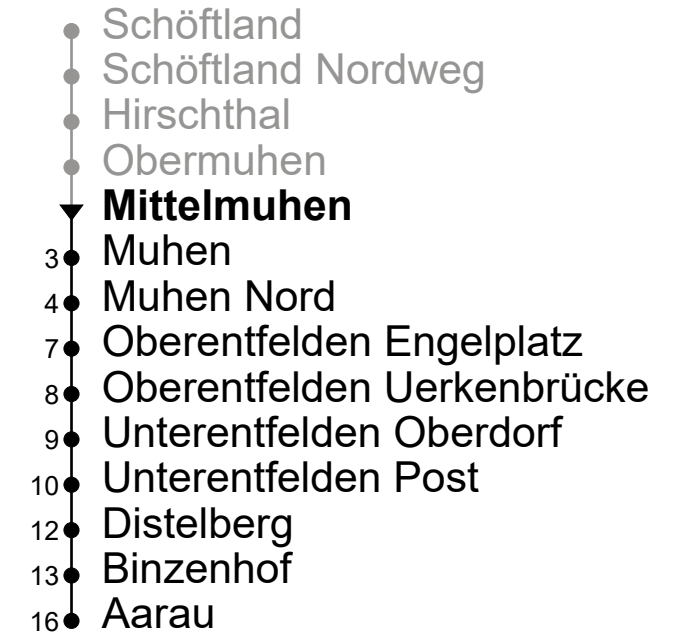 Schöftland
Schöftland Nordweg
Hirschthal
Obermuhen
Mittelmuhen
3 Muhen
4 Muhen Nord
7 Oberentfelden Engelplatz
8 Oberentfelden Uerkenbrücke
9 Unterentfelden Oberdorf
10 Unterentfelden Post
12 Distelberg
13 Binzenhof
16 Aarau